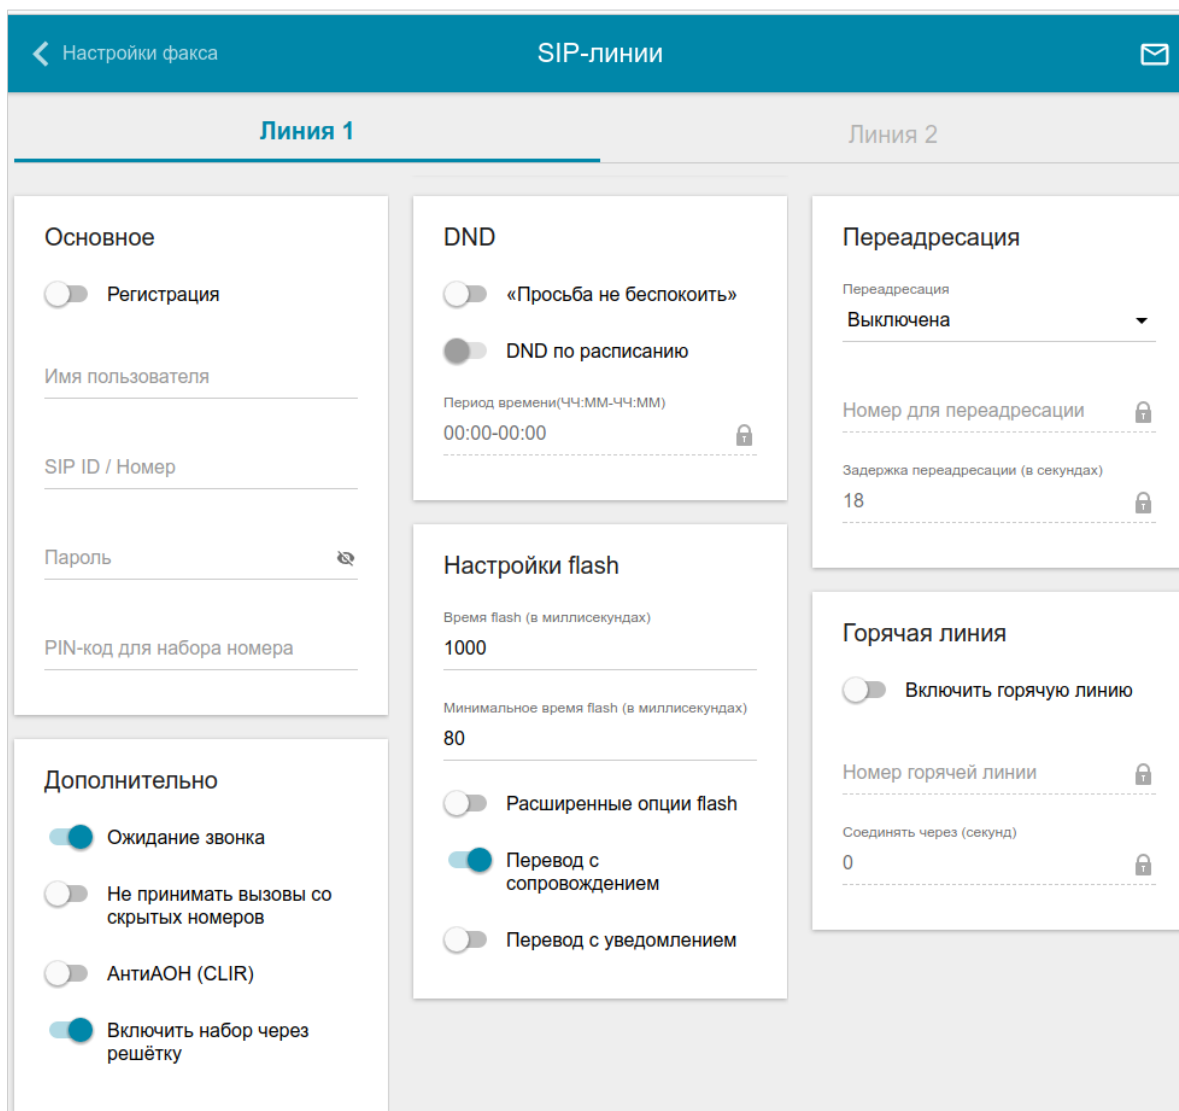 Настройки факса
SIP-линии
Линия 1
Линия 2
Основное
Регистрация
Имя пользователя
SIP ID / Номер
Пароль
PIN-код для набора номера
Дополнительно
Ожидание звонка
Не принимать вызовы со
скрытых номеров
АнтиАОН (CLIR)
Включить набор через
решётку
DND
«Просьба не беспокоить»
DND по расписанию
Период времени(ЧЧ:ММ-ЧЧ:ММ)
00:00-00:00
Настройки flash
Время flash (в миллисекундах)
1000
Минимальное время flash (в миллисекундах)
80
Расширенные опции flash
Перевод с
сопровождением
Перевод с уведомлением
Переадресация
Переадресация
Выключена
Номер для переадресации
Задержка переадресации (в секундах)
18
Горячая линия
Включить горячую линию
Номер горячей линии
Соединять через (секунд)
0